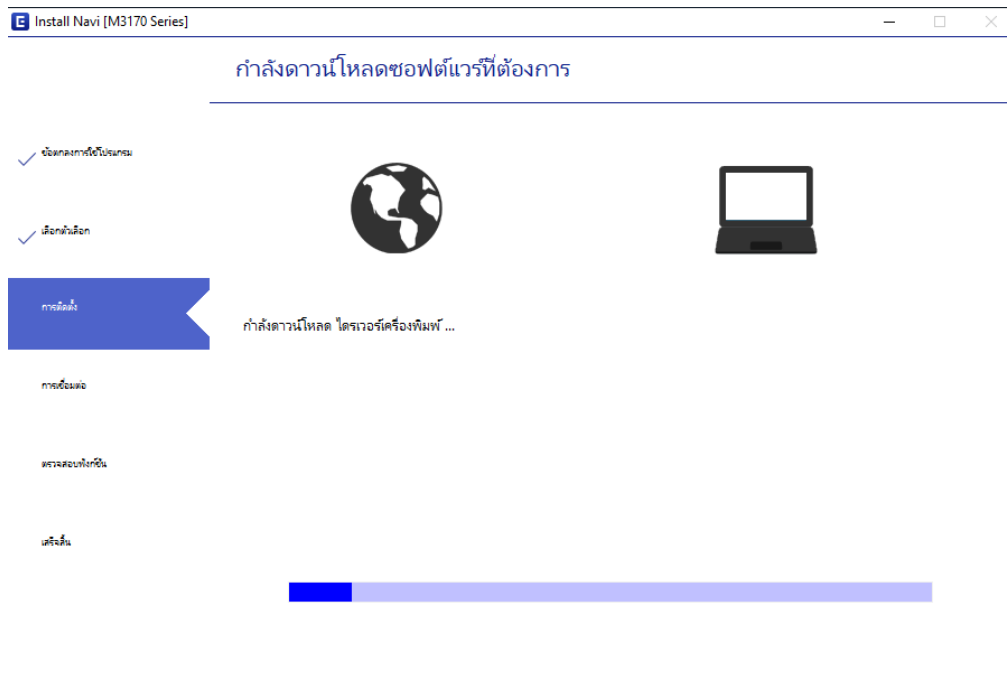 E Install Navi [M3170 Series]
กำลังดาวน์โหลดซอฟต์แวร์ที่ต้องการ
ข้อตกลงการใช้โปรแกรม
เลือกตัวเลือก
การติดตั้ง
กำลังดาวน์โหลด ไดรเวอร์เครื่องพิมพ์ ...
การเชื่อมต่อ
ตรวจสอบฟังก์ชัน
เสร็จสิ้น